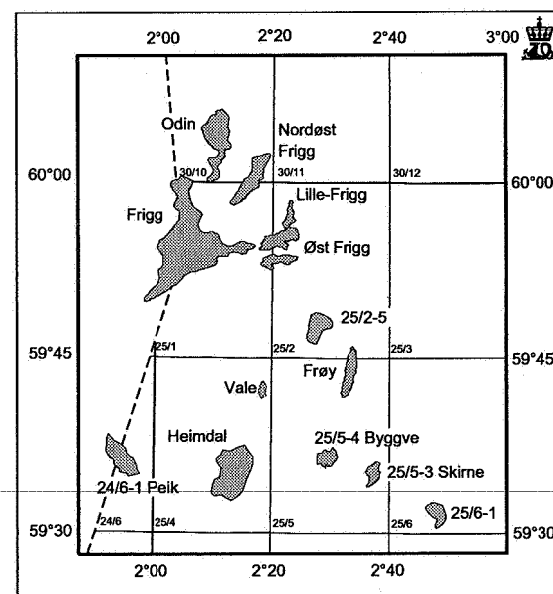 2°00 2°20 2°40 3°00
Odin
Nordøst
Frigg
60°00 30/10 30/11 30/12 60°00
Lille-Frigg
Frigg
Øst Frigg
25/2-5
25/1 25/2 25/3
59°45 59°45
Vale Frøy
Heimdal 25/5-4 Byggve
25/5-3 Skirne
24/6-1 Peik
25/6-1
24/6 25/4 25/5 25/6
59°30 59°30
2°00 2°20 2°40